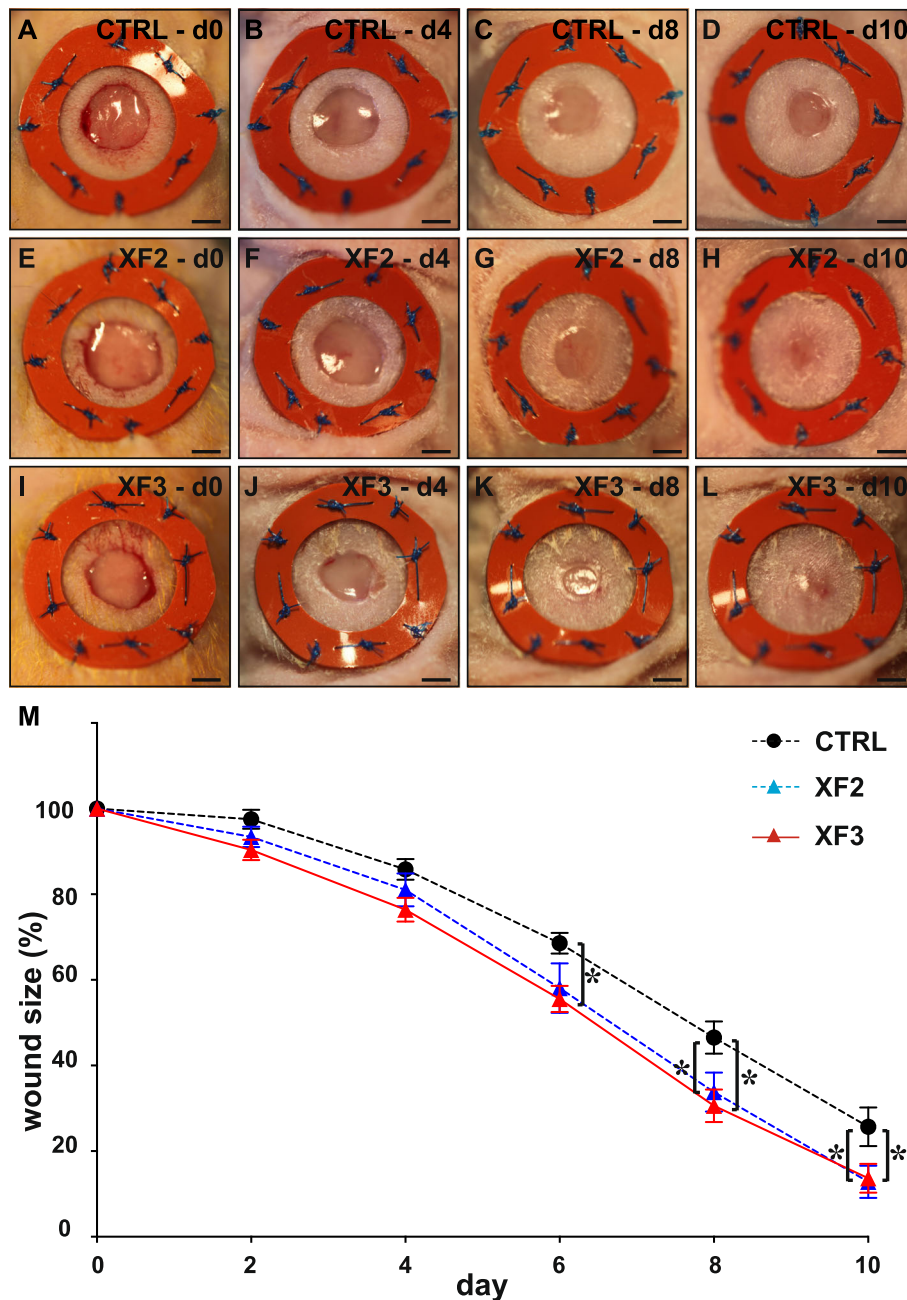 A CTRL - d0
B CTRL - d4
C CTRL - d8
D CTRL - d10
E XF2 - d0
F XF2 - d4
G XF2 - d8
H XF2 - d10
I XF3 - d0
J XF3 - d4
K XF3 - d8
L XF3 - d10
M
CTRL
XF2
XF3
wound size (%)
100
80
60
40
20
0
*
* *
* *
0 2 4 6 8 10
day